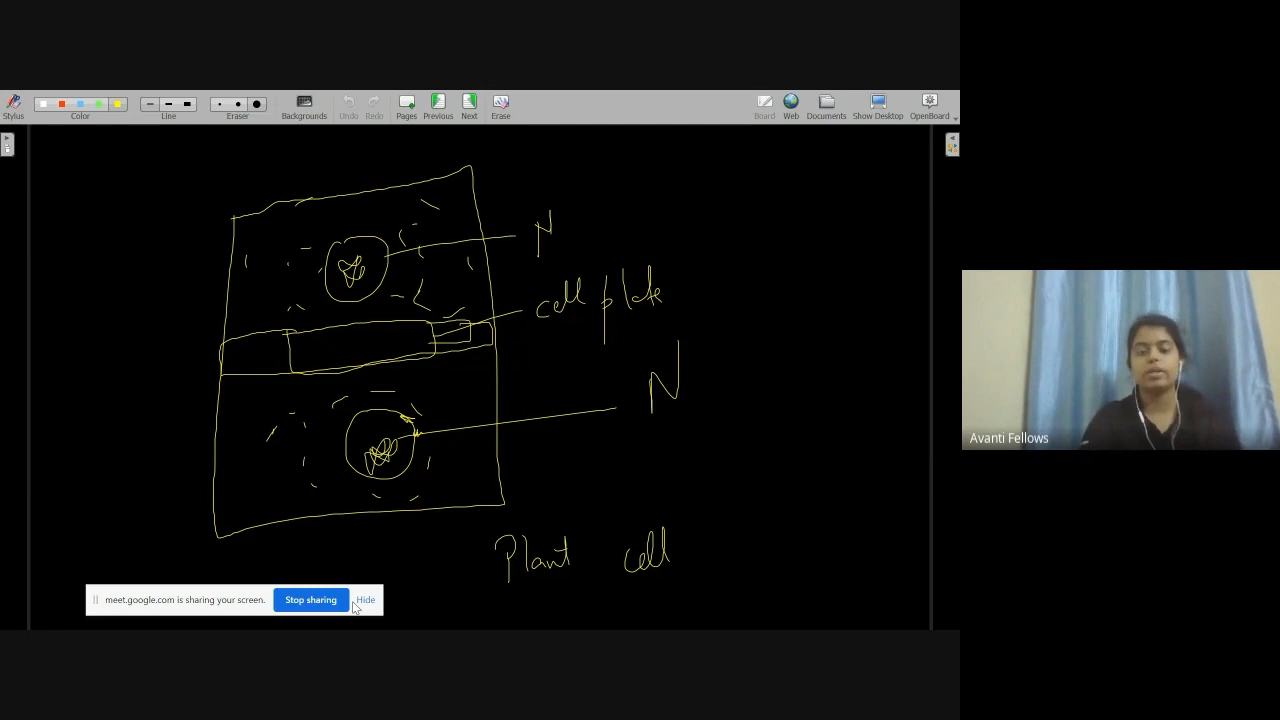 Stylus
Color
Line
Eraser
Backgrounds
Undo
Redo
Pages
Previous
Next
Erase
Board
Web
Documents
Show Desktop
OpenBoard
N
cell plate
N
Plant cell
Avanti Fellows
meet.google.com is sharing your screen.
Stop sharing
Hide